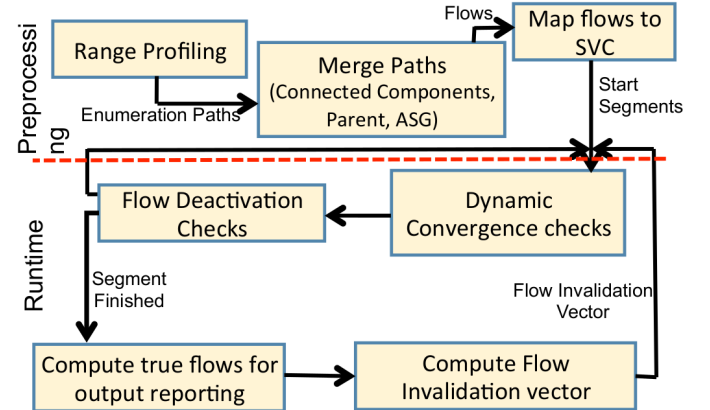 Preprocessi
ng
Range Profiling
Enumeration Paths
Merge Paths
(Connected Components,
Parent, ASG)
Flows
Map flows to
SVC
Start
Segments
Runtime
Flow Deactivation
Checks
Dynamic
Convergence checks
Segment
Finished
Flow Invalidation
Vector
Compute true flows for
output reporting
Compute Flow
Invalidation vector